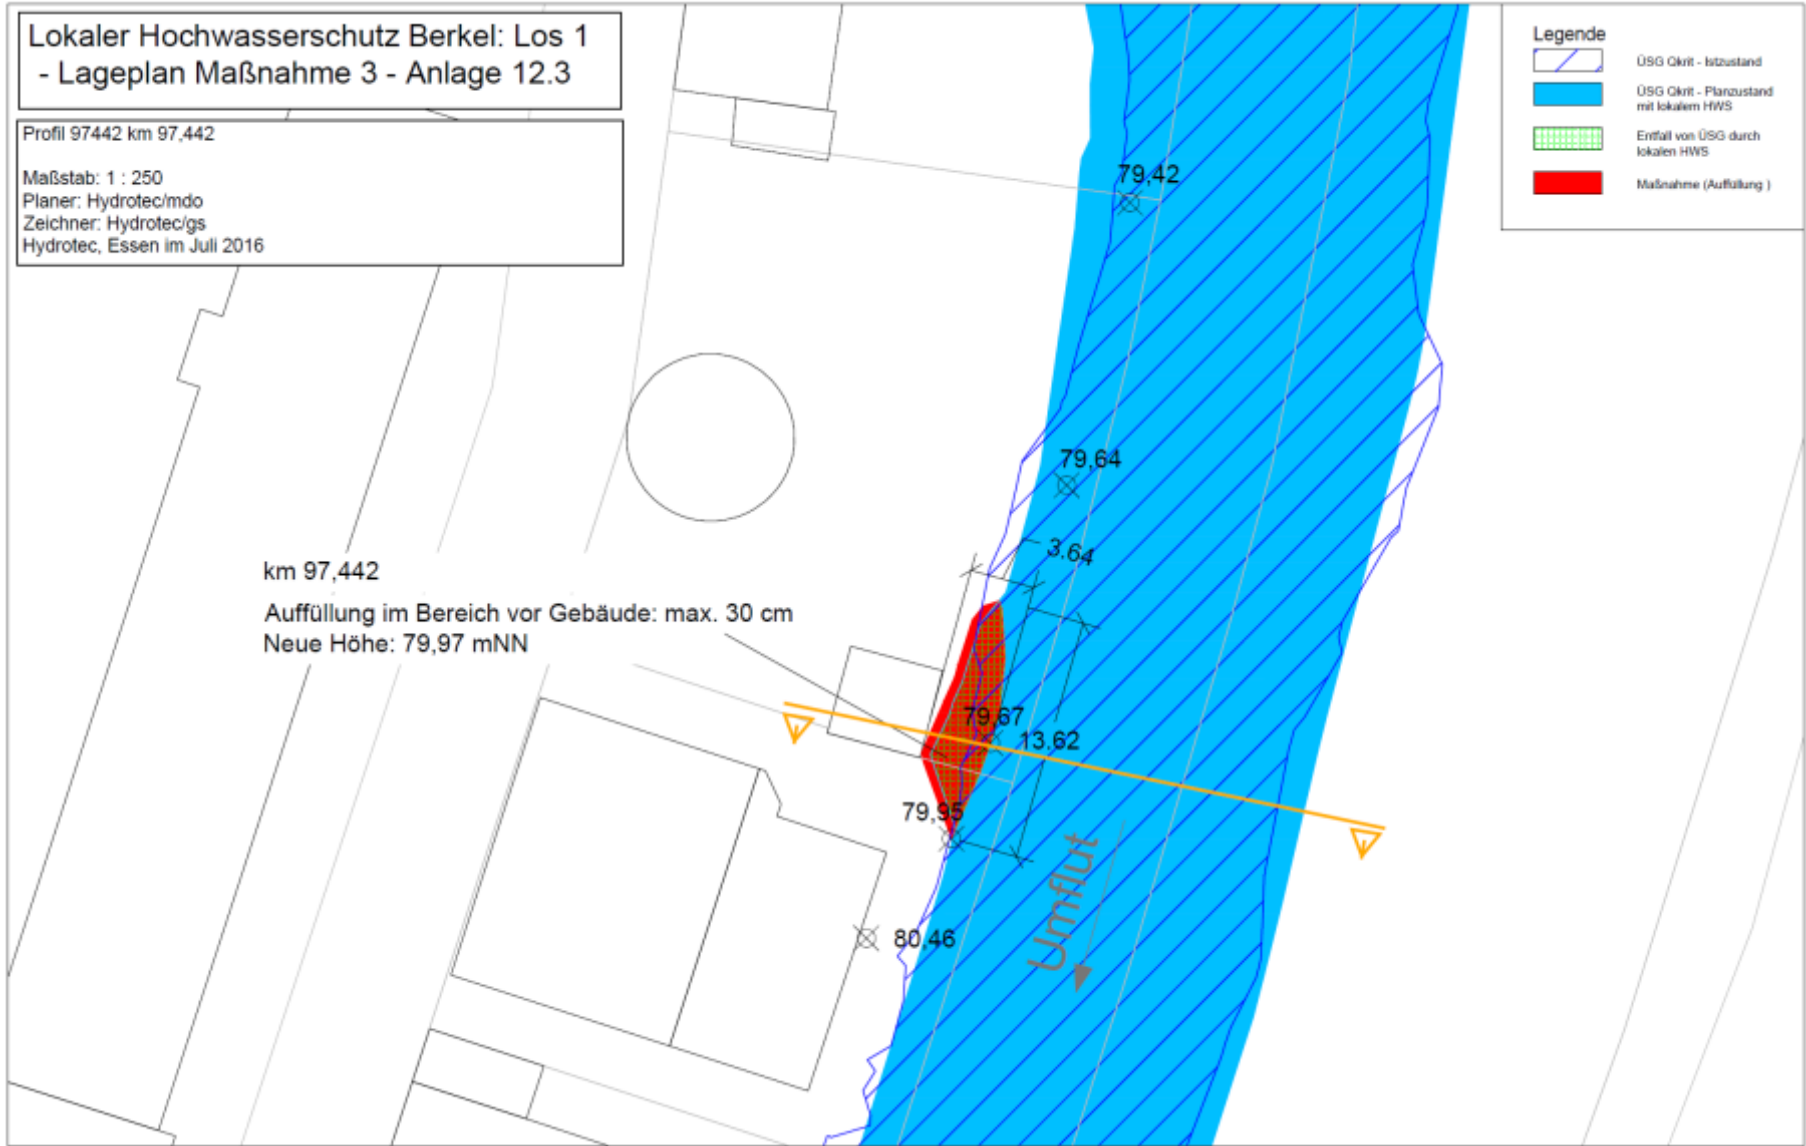 Lokaler Hochwasserschutz Berkel: Los 1
- Lageplan Maßnahme 3 - Anlage 12.3
Profil 97442 km 97,442
Maßstab: 1 : 250
Planer: Hydrotec/mdo
Zeichner: Hydrotec/gs
Hydrotec, Essen im Juli 2016
Legende
ÜSG Qkrit - Istzustand
ÜSG Qkrit - Planzustand
mit lokalem HWS
Entfall von ÜSG durch
lokalen HWS
Maßnahme (Auffüllung )
79,42
79,64
3.64
km 97,442
Auffüllung im Bereich vor Gebäude: max. 30 cm
Neue Höhe: 79,97 mNN
79,67
13.62
79,95
Umflut
80,46